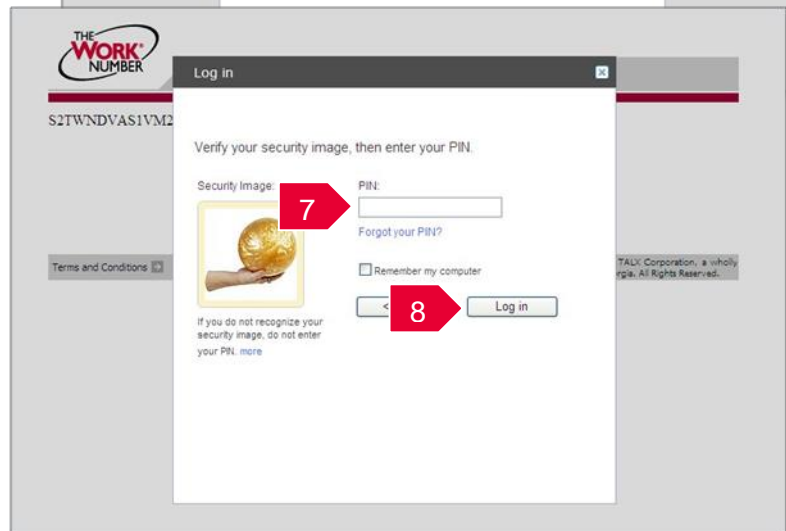 THE
WORK
NUMBER
Log in
S2TWNDVAS1VM2
Verify your security image, then enter your PIN.
Security Image:
PIN:
7
Forgot your PIN?
Remember my computer
<
8
Log in
If you do not recognize your
security image, do not enter
your PIN. more
Terms and Conditions
TALX Corporation, a wholly
rgia. All Rights Reserved.